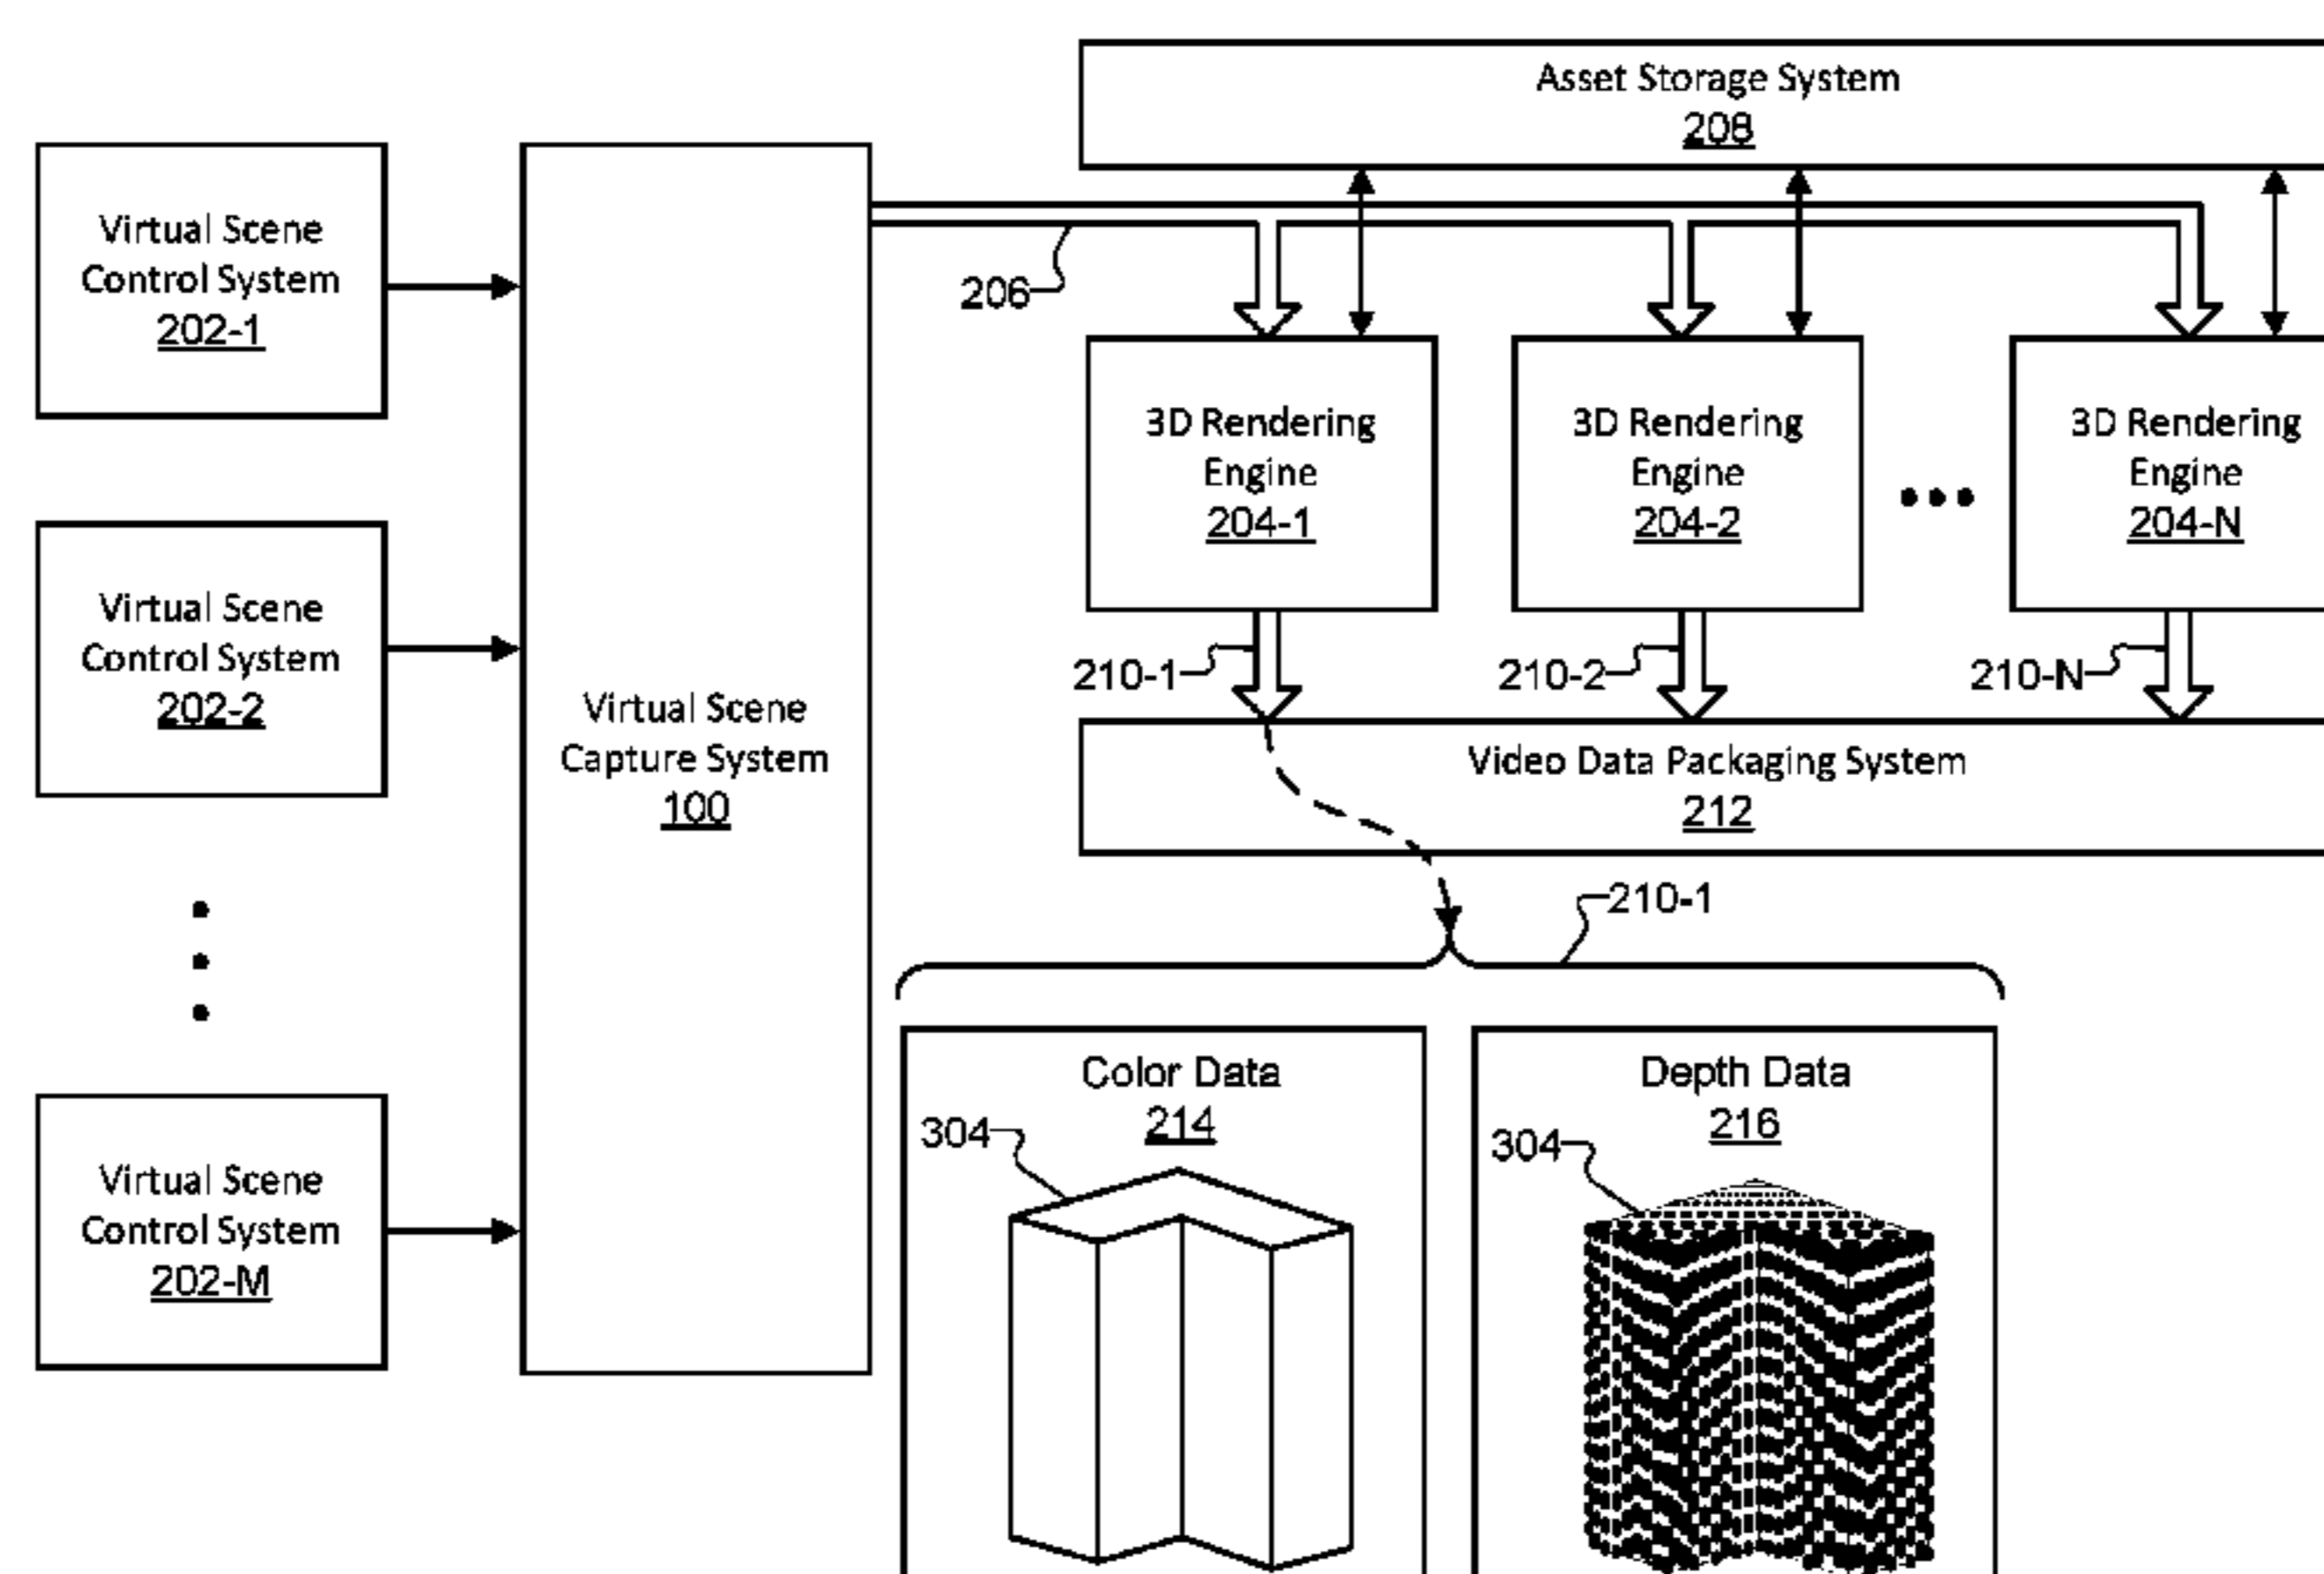 Asset Storage System
208
Virtual Scene
Control System
202-1
206
3D Rendering
Engine
204-1
3D Rendering
Engine
204-2
3D Rendering
Engine
204-N
Virtual Scene
Control System
202-2
Virtual Scene
Capture System
100
210-1
210-2
210-N
Video Data Packaging System
212
210-1
Virtual Scene
Control System
202-M
Color Data
214
304
Depth Data
216
304